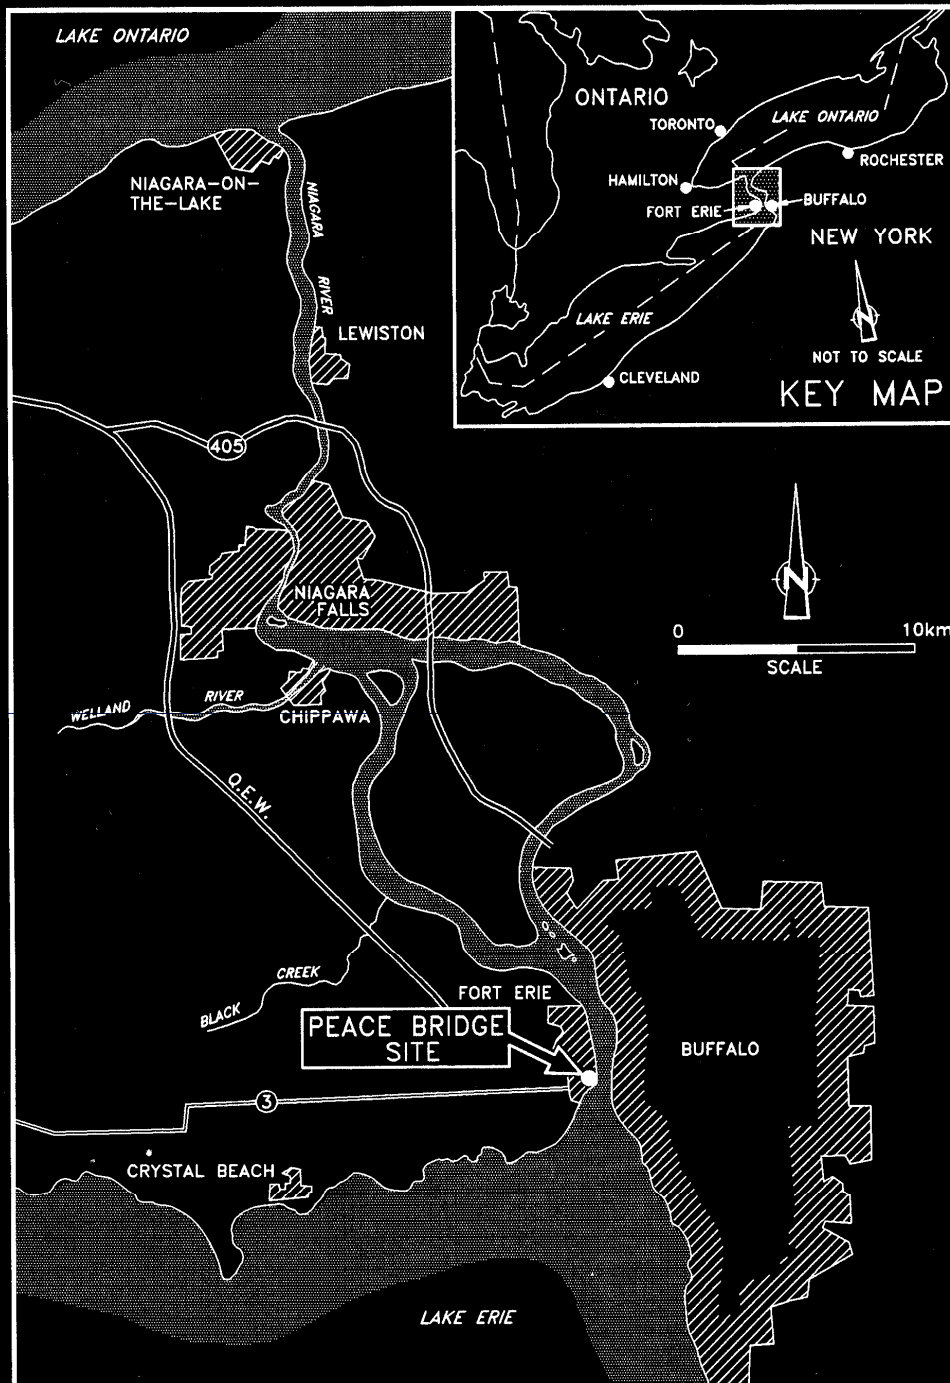 LAKE ONTARIO
NIAGARA-ON-
THE-LAKE
NIAGARA
RIVER
LEWISTON
405
NIAGARA
FALLS
WELLAND
RIVER
CHIPPAWA
Q.E.W.
BLACK
CREEK
FORT ERIE
PEACE BRIDGE
SITE
BUFFALO
3
CRYSTAL BEACH
LAKE ERIE
ONTARIO
TORONTO
LAKE ONTARIO
ROCHESTER
HAMILTON
FORT ERIE
BUFFALO
NEW YORK
LAKE ERIE
N
NOT TO SCALE
CLEVELAND
KEY MAP
N
0
10km
SCALE